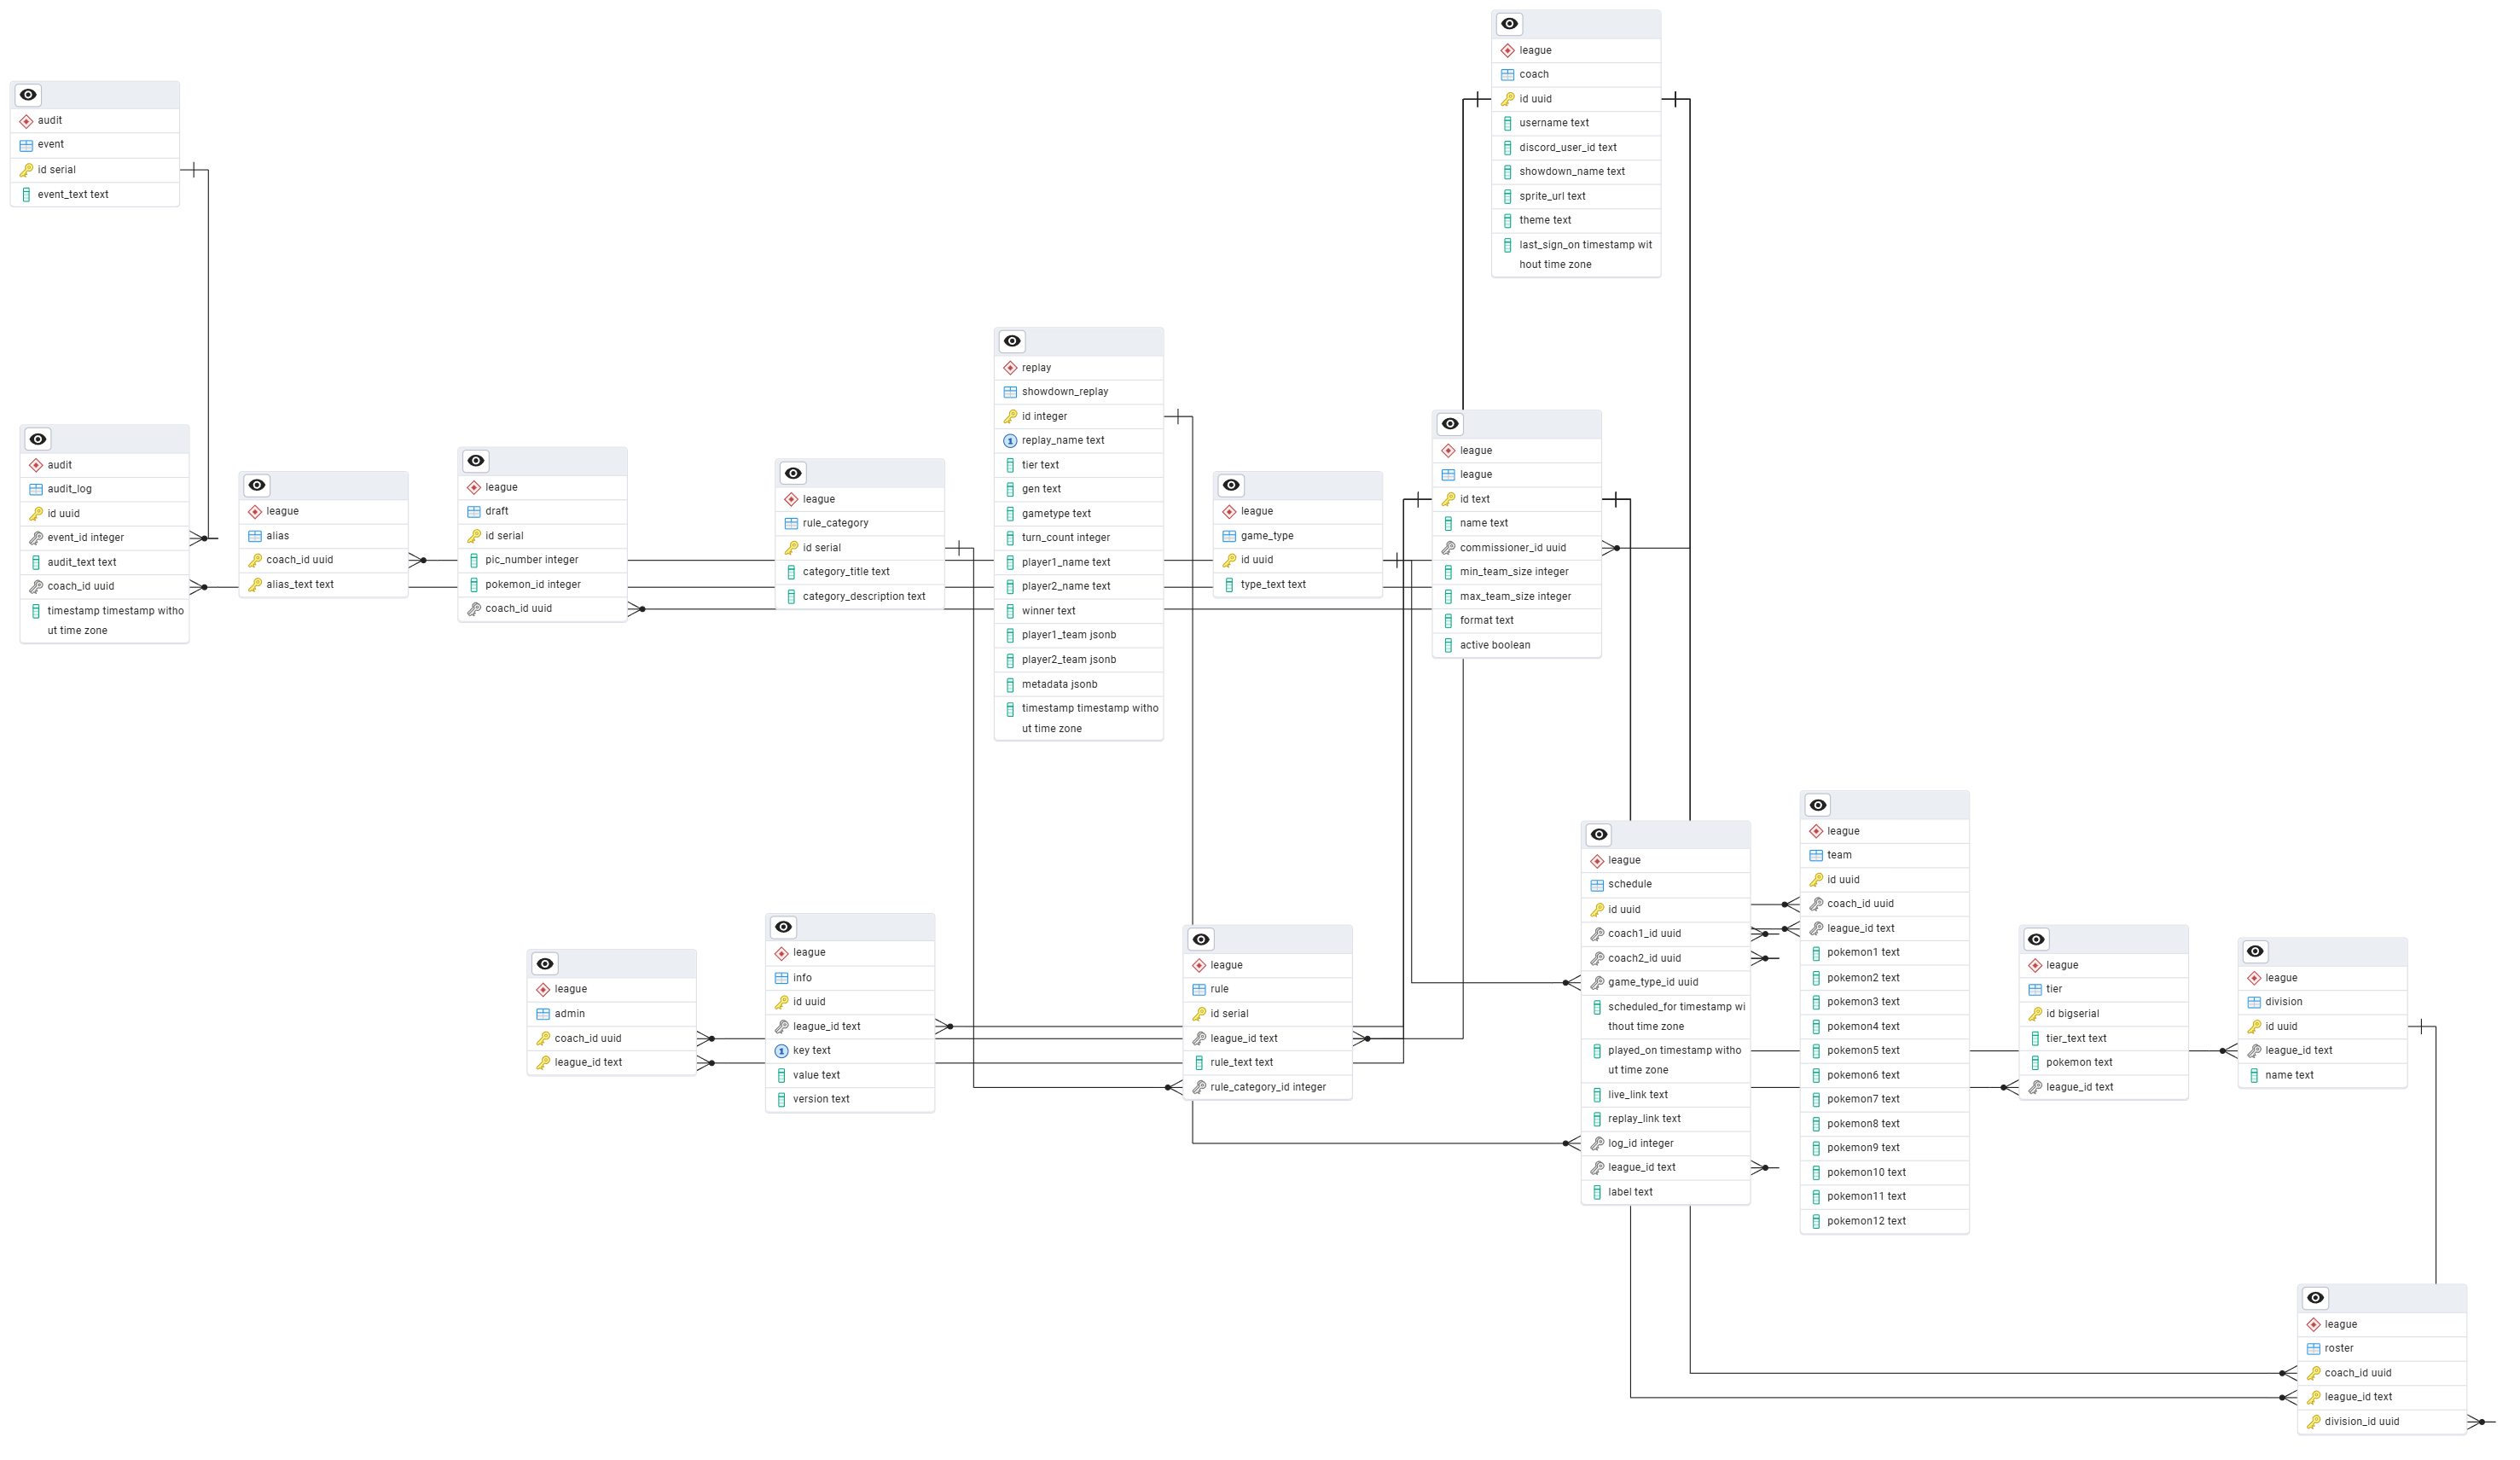 league
coach
id uuid
username text
discord_user_id text
showdown_name text
sprite_url text
theme text
last_sign_on timestamp wit
hout time zone
audit
event
id serial
event_text text
audit
audit_log
id uuid
event_id integer
audit_text text
coach_id uuid
timestamp timestamp witho
ut time zone
league
alias
coach_id uuid
alias_text text
league
draft
id serial
pic_number integer
pokemon_id integer
coach_id uuid
league
rule_category
id serial
category_title text
category_description text
replay
showdown_replay
id integer
1
replay_name text
tier text
gen text
gametype text
turn_count integer
player1_name text
player2_name text
winner text
player1_team jsonb
player2_team jsonb
metadata jsonb
timestamp timestamp witho
ut time zone
league
game_type
id uuid
type_text text
league
league
id text
name text
commissioner_id uuid
min_team_size integer
max_team_size integer
format text
active boolean
league
admin
coach_id uuid
league_id text
league
info
id uuid
league_id text
1
key text
value text
version text
league
rule
id serial
league_id text
rule_text text
rule_category_id integer
league
schedule
id uuid
coach1_id uuid
coach2_id uuid
game_type_id uuid
scheduled_for timestamp wi
thout time zone
played_on timestamp witho
ut time zone
live_link text
replay_link text
log_id integer
league_id text
label text
league
team
id uuid
coach_id uuid
league_id text
pokemon1 text
pokemon2 text
pokemon3 text
pokemon4 text
pokemon5 text
pokemon6 text
pokemon7 text
pokemon8 text
pokemon9 text
pokemon10 text
pokemon11 text
pokemon12 text
league
tier
id bigserial
tier_text text
pokemon text
league_id text
league
division
id uuid
league_id text
name text
league
roster
coach_id uuid
league_id text
division_id uuid